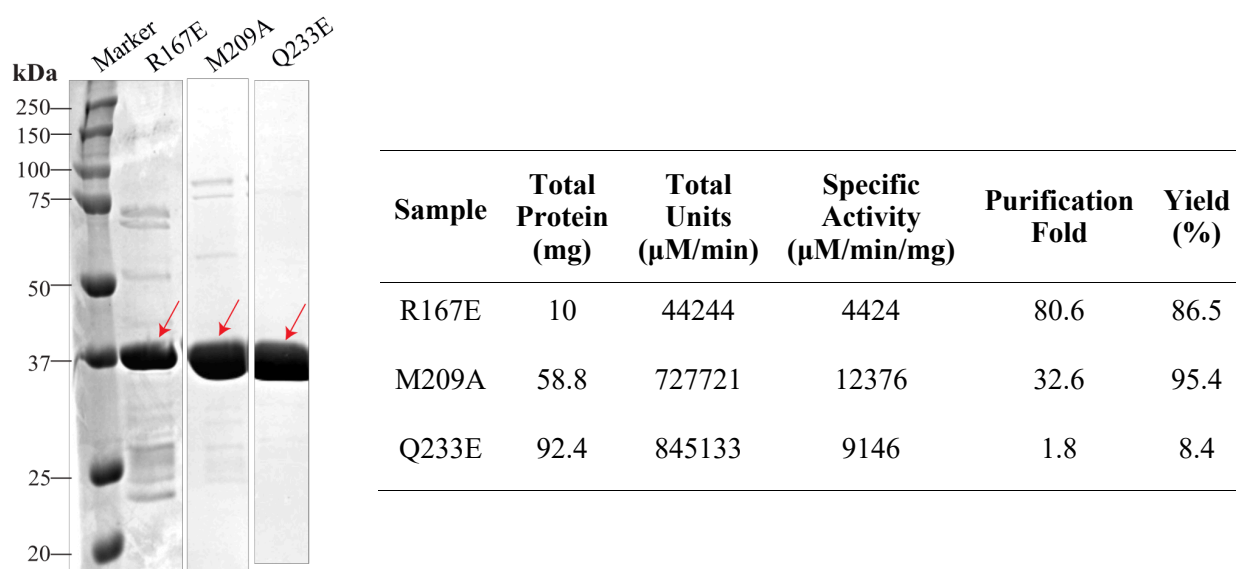 Marker R167E M209A Q233E
kDa
250
150
100
75
50
37
25
20
Sample Total Protein (mg) Total Units (μM/min) Specific Activity (μM/min/mg) Purification Fold Yield (%)
R167E 10 44244 4424 80.6 86.5
M209A 58.8 727721 12376 32.6 95.4
Q233E 92.4 845133 9146 1.8 8.4